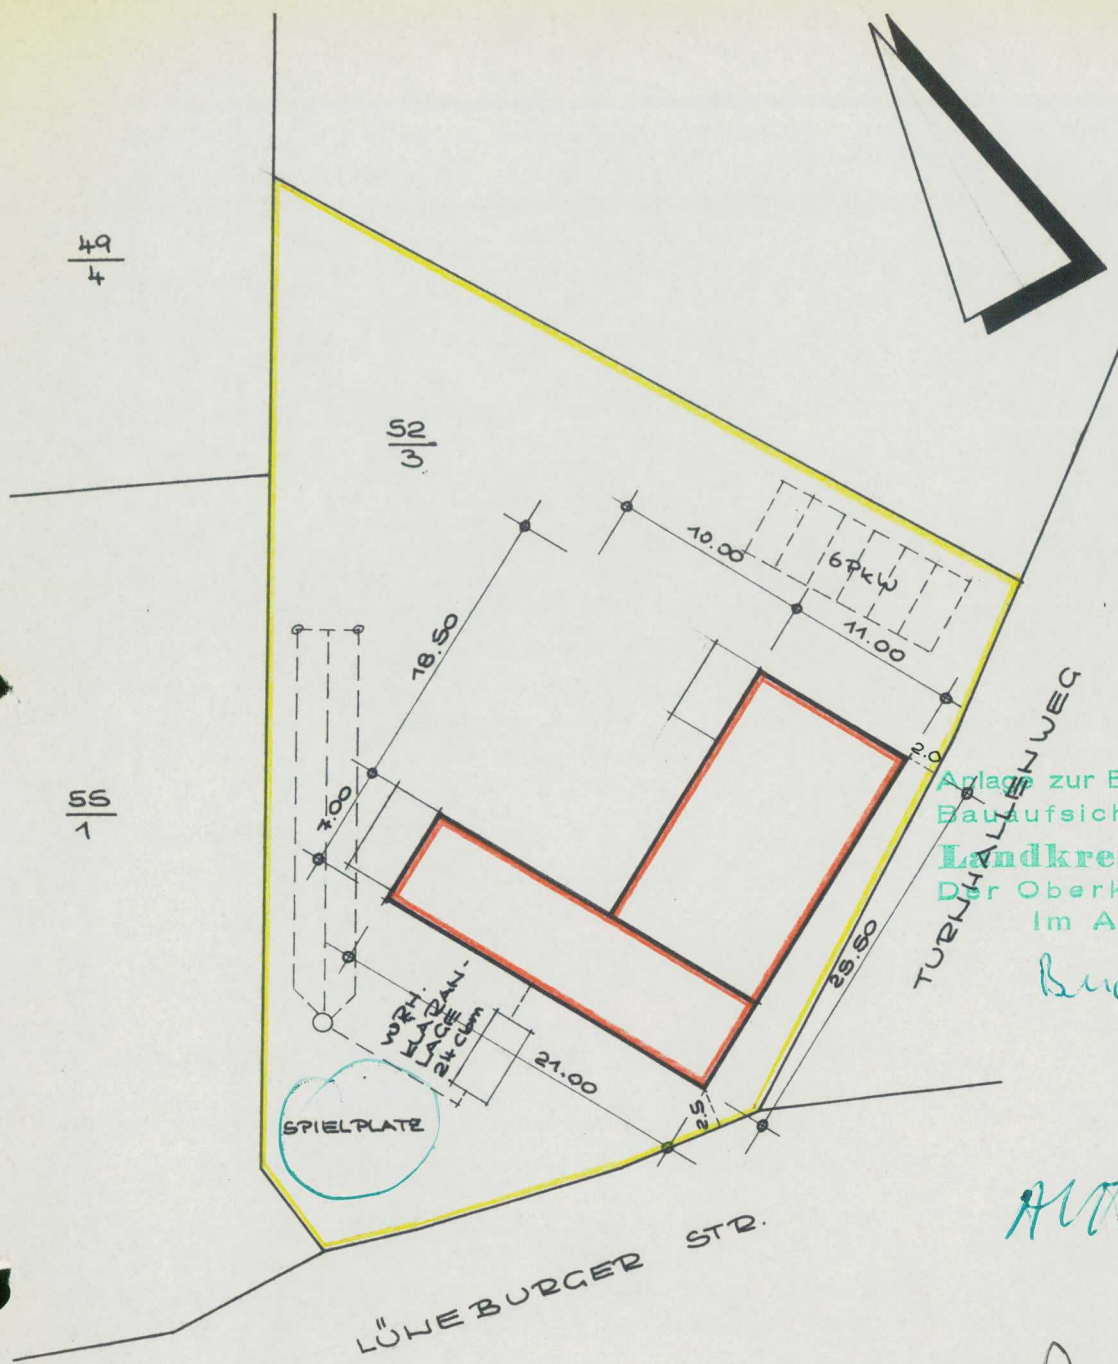 49
4
52
3
10.00
6 PKW
11.00
18.50
2.0
TURNHALLENWEG
Anlage zur B
Bauaufsich
Landkre
Der Oberk
Im A
7.00
55
1
25.50
VORH.
KLÄRAN-
LAGE
24 cbm
21.00
2.5
SPIELPLATZ
LÜNEBURGER STR.